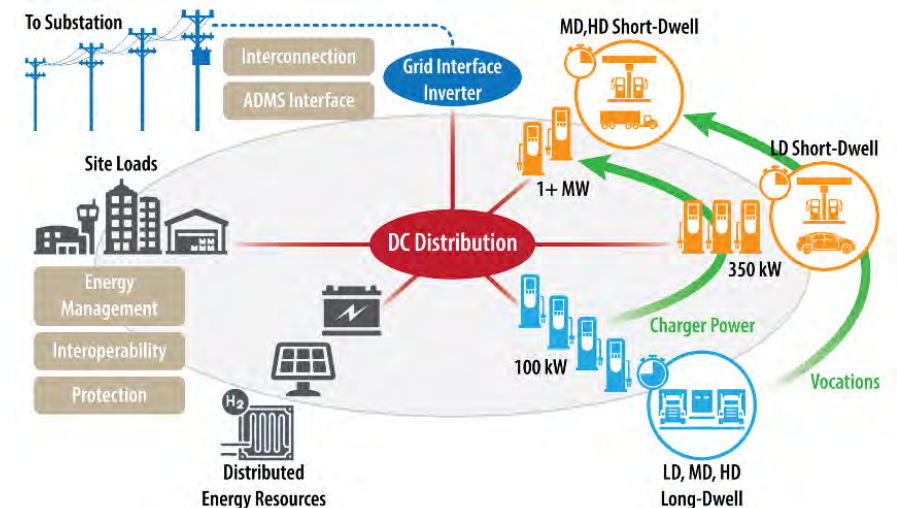 To Substation
Interconnection
ADMS Interface
Grid Interface
Inverter
MD,HD Short-Dwell
LD Short-Dwell
1+ MW
Site Loads
DC Distribution
350 kW
Energy
Management
Interoperability
Protection
100 kW
Charger Power
Vocations
H2
Distributed
Energy Resources
LD, MD, HD
Long-Dwell